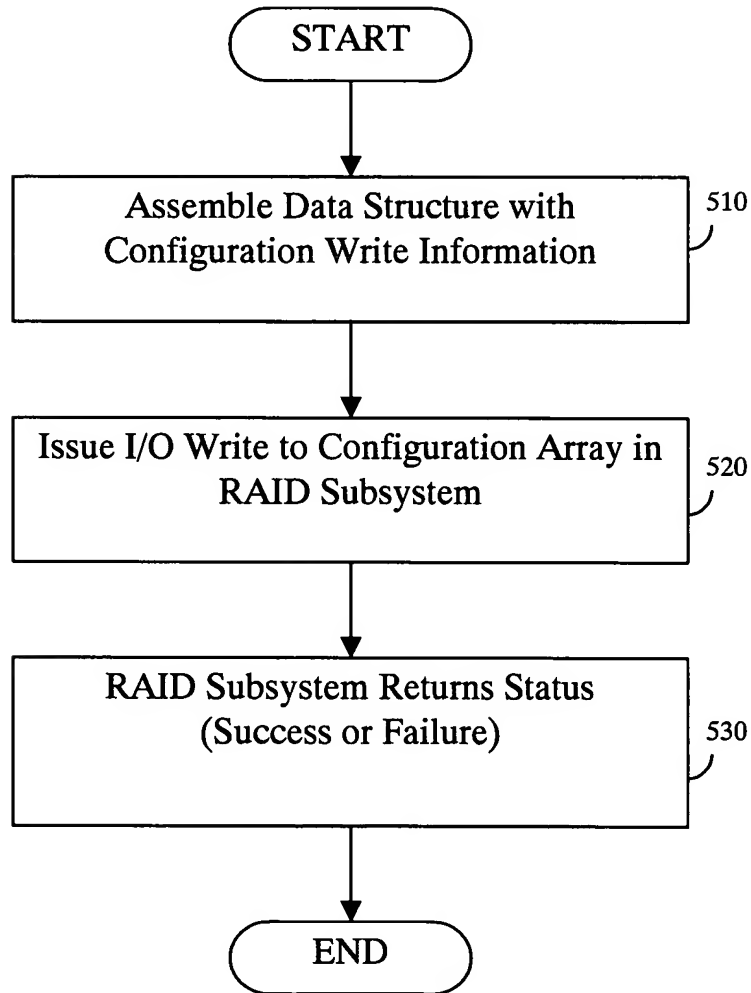 START
Assemble Data Structure with
Configuration Write Information
510
Issue I/O Write to Configuration Array in
RAID Subsystem
520
RAID Subsystem Returns Status
(Success or Failure)
530
END